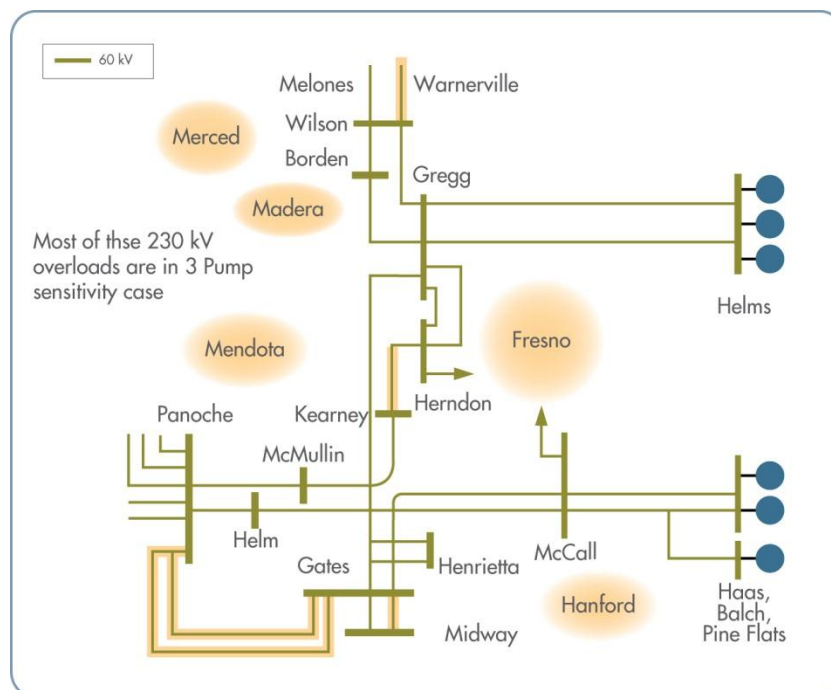 60 kV
Melones
Warnerville
Wilson
Merced
Borden
Gregg
Madera
Most of thse 230 kV
overloads are in 3 Pump
sensitivity case
Helms
Mendota
Fresno
Panoche
Kearney
Herndon
McMullin
Helm
McCall
Gates
Henrietta
Midway
Hanford
Haas,
Balch,
Pine Flats